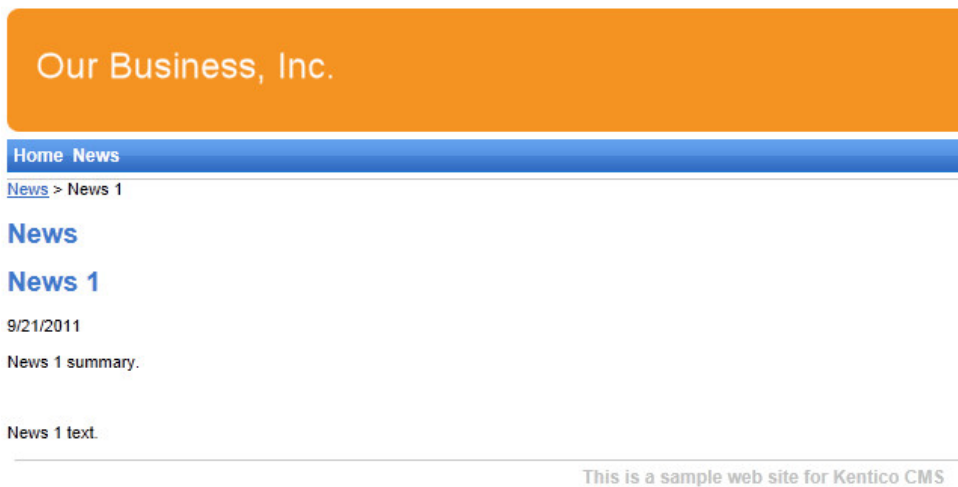 Our Business, Inc.
Home News
News > News 1
News
News 1
9/21/2011
News 1 summary.
News 1 text.
This is a sample web site for Kentico CMS